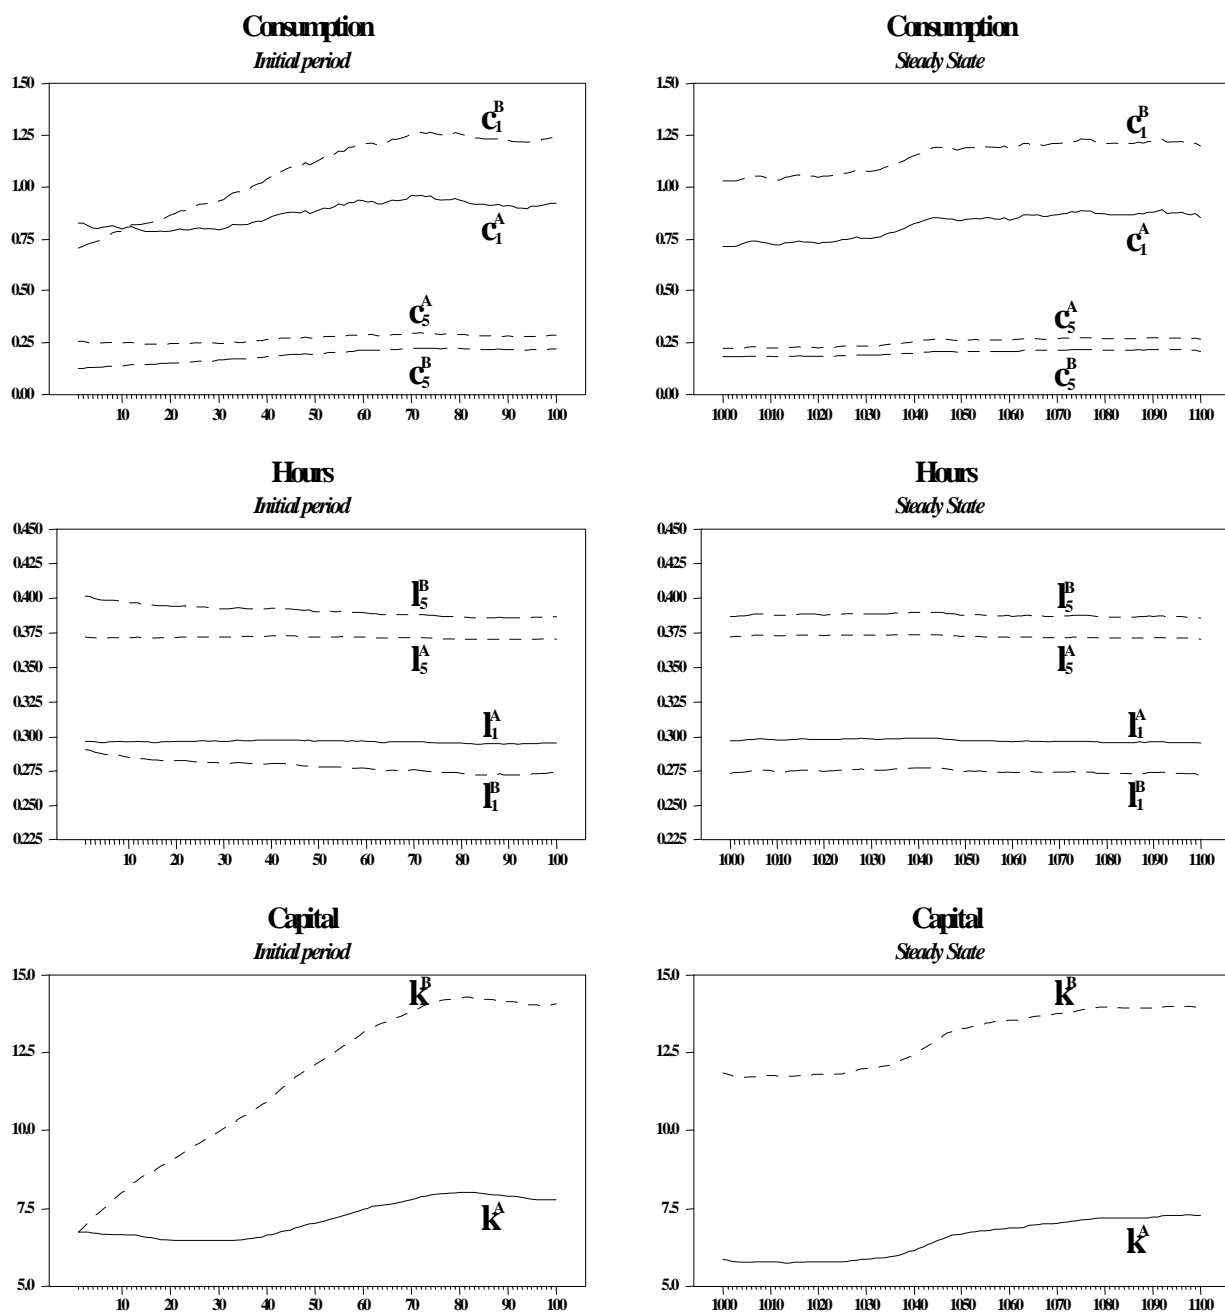 Consumption
Initial period
1.50
1.25
1.00
0.75
0.50
0.25
0.00
c₁ᴮ
c₁ᴬ
c₅ᴬ
c₅ᴮ
10 20 30 40 50 60 70 80 90 100
Consumption
Steady State
1.50
1.25
1.00
0.75
0.50
0.25
0.00
c₁ᴮ
c₁ᴬ
c₅ᴬ
c₅ᴮ
1000 1010 1020 1030 1040 1050 1060 1070 1080 1090 1100
Hours
Initial period
0.450
0.425
0.400
0.375
0.350
0.325
0.300
0.275
0.250
0.225
l₅ᴮ
l₅ᴬ
l₁ᴬ
l₁ᴮ
10 20 30 40 50 60 70 80 90 100
Hours
Steady State
0.450
0.425
0.400
0.375
0.350
0.325
0.300
0.275
0.250
0.225
l₅ᴮ
l₅ᴬ
l₁ᴬ
l₁ᴮ
1000 1010 1020 1030 1040 1050 1060 1070 1080 1090 1100
Capital
Initial period
15.0
12.5
10.0
7.5
5.0
kᴮ
kᴬ
10 20 30 40 50 60 70 80 90 100
Capital
Steady State
15.0
12.5
10.0
7.5
5.0
kᴮ
kᴬ
1000 1010 1020 1030 1040 1050 1060 1070 1080 1090 1100